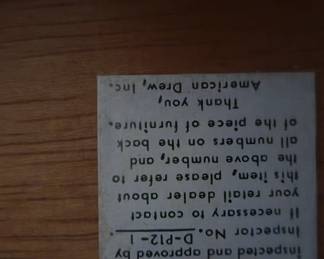 inspected and approved by
Inspector No. D-P12-1.
If necessary to contact
your retail dealer about
this item, please refer to
the above number, and
all numbers on the back
of the piece of furniture.
Thank you,
American Drew, Inc.